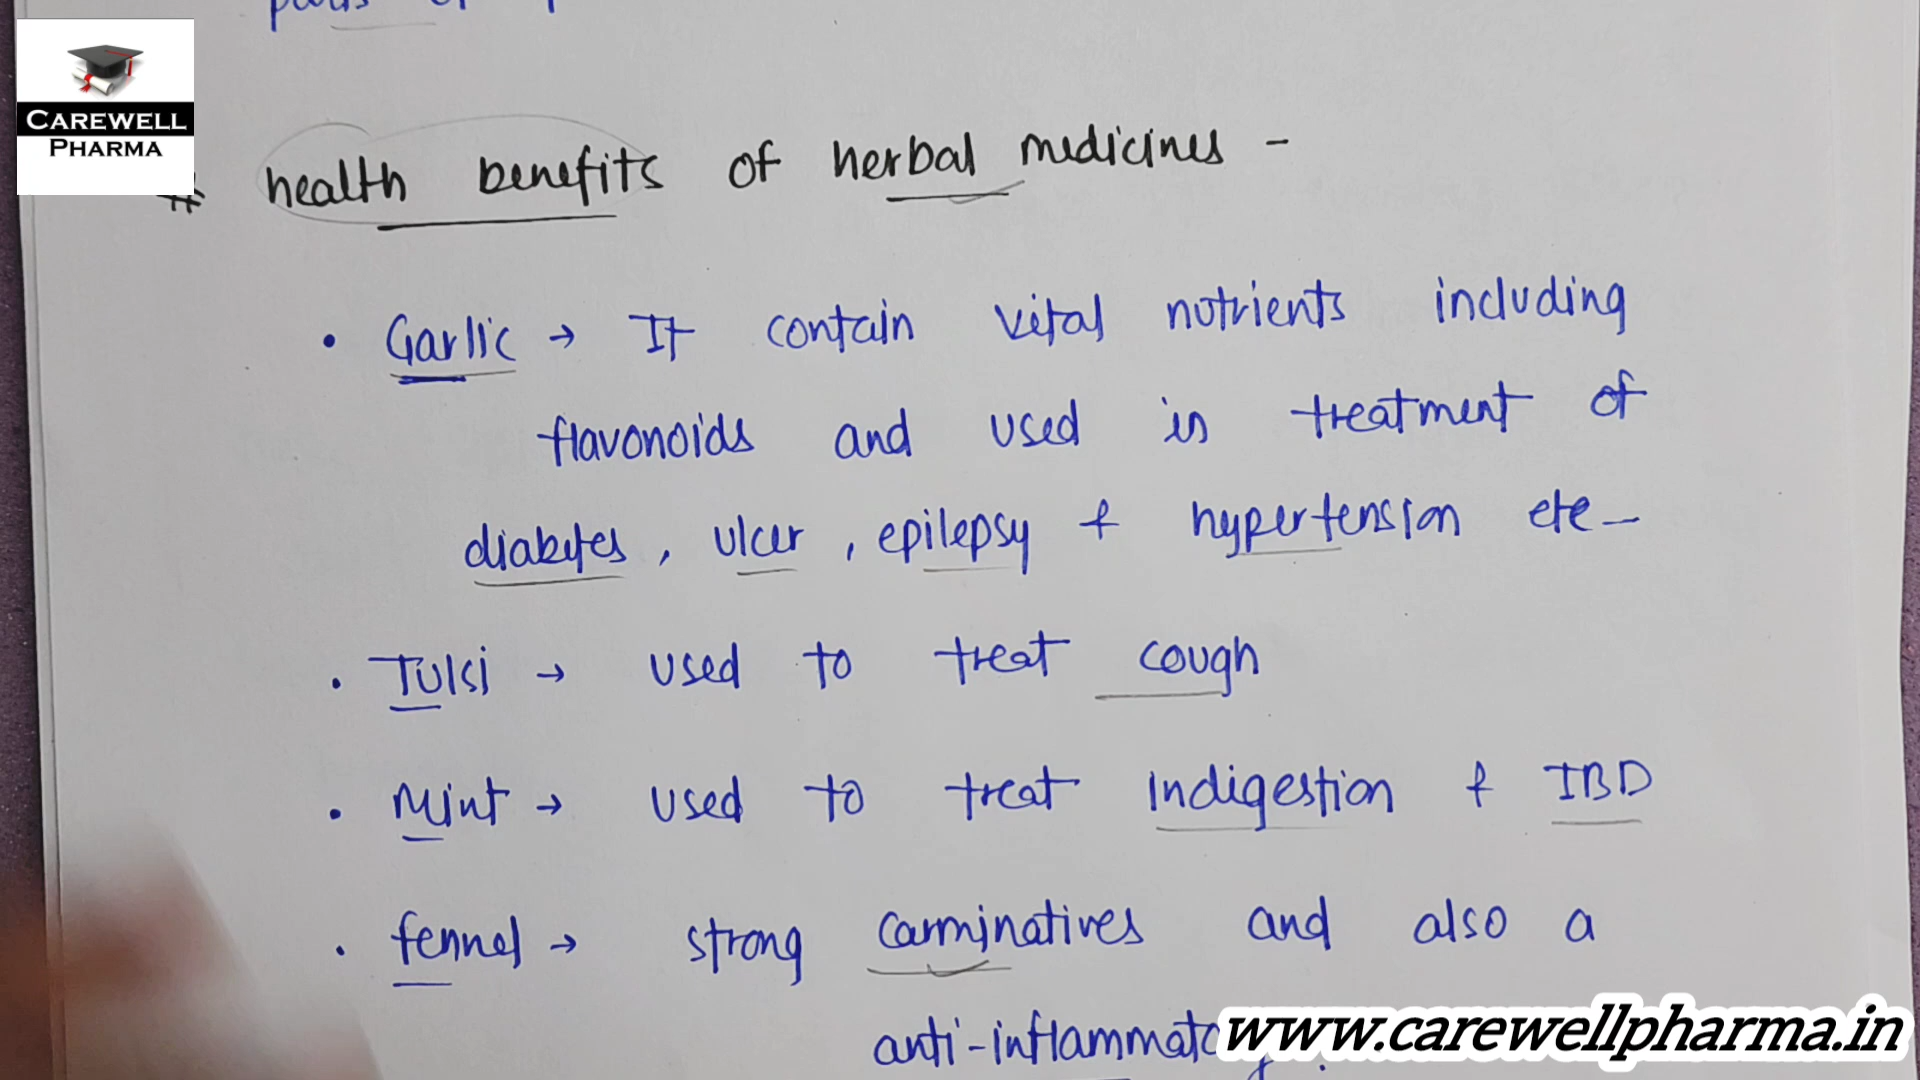 CAREWELL
PHARMA
# health benefits of herbal medicines -
• Garlic → It contain vital nutrients including
flavonoids and used in treatment of
diabetes, ulcer, epilepsy & hypertension etc-
• Tulsi → used to treat cough
• Mint → used to treat indigestion & IBD
• fennel → strong carminatives and also a
anti-inflammatory.
www.carewellpharma.in